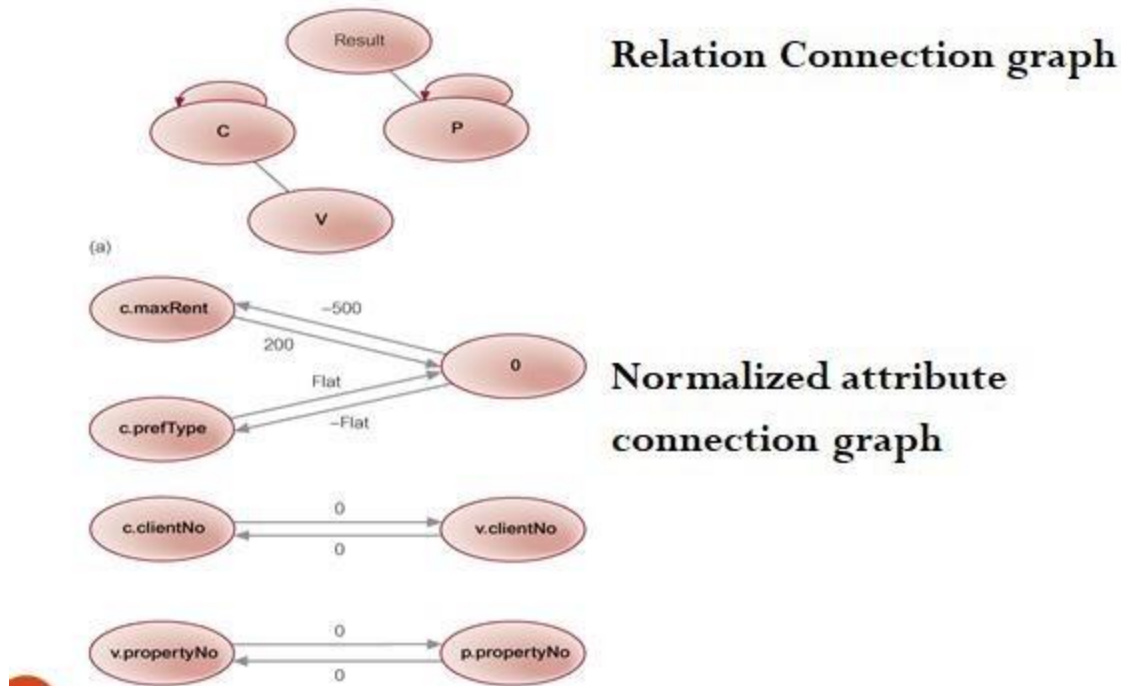 Result
Relation Connection graph
C
P
V
(a)
c.maxRent
–500
200
0
Normalized attribute
connection graph
Flat
–Flat
c.prefType
c.clientNo
0
0
v.clientNo
v.propertyNo
0
0
p.propertyNo